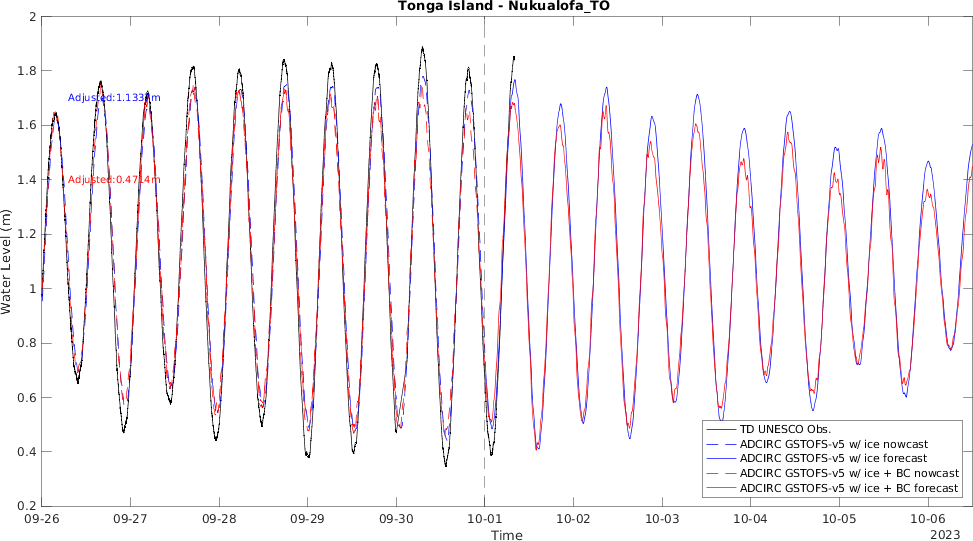 Tonga Island - Nukualofa_TO
Water Level (m)
2
1.8
1.6
1.4
1.2
1
0.8
0.6
0.4
0.2
Adjusted:1.1332m
Adjusted:0.4714m
TD UNESCO Obs.
ADCIRC GSTOFS-v5 w/ ice nowcast
ADCIRC GSTOFS-v5 w/ ice forecast
ADCIRC GSTOFS-v5 w/ ice + BC nowcast
ADCIRC GSTOFS-v5 w/ ice + BC forecast
09-26 09-27 09-28 09-29 09-30 10-01 10-02 10-03 10-04 10-05 10-06
2023
Time